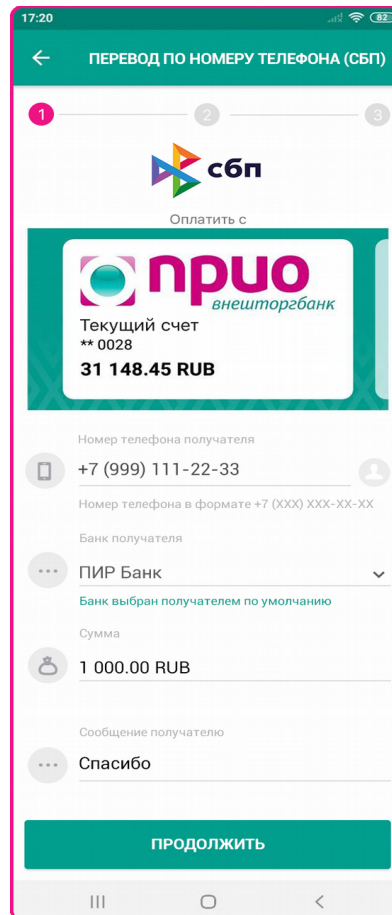 17:20
82
ПЕРЕВОД ПО НОМЕРУ ТЕЛЕФОНА (СБП)
1
2
3
сбп
Оплатить с
прио
внешторгбанк
Текущий счет
** 0028
31 148.45 RUB
Номер телефона получателя
+7 (999) 111-22-33
Номер телефона в формате +7 (XXX) XXX-XX-XX
Банк получателя
ПИР Банк
Банк выбран получателем по умолчанию
Сумма
1 000.00 RUB
Сообщение получателю
Спасибо
ПРОДОЛЖИТЬ